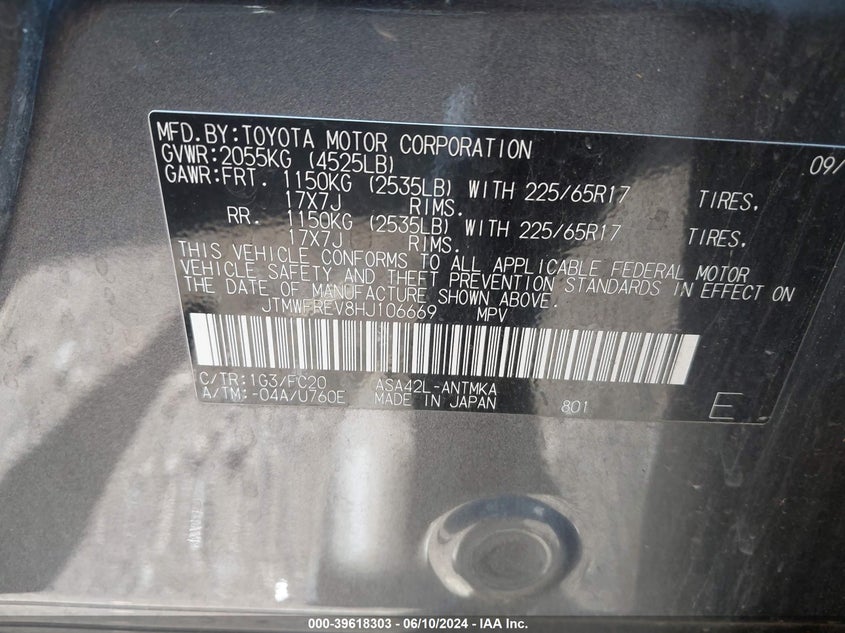 MFD.BY:TOYOTA MOTOR CORPORATION 09/
GVWR:2055KG (4525LB)
GAWR:FRT. 1150KG (2535LB) WITH 225/65R17 TIRES,
17X7J RIMS.
RR. 1150KG (2535LB) WITH 225/65R17 TIRES,
17X7J RIMS.
THIS VEHICLE CONFORMS TO ALL APPLICABLE FEDERAL MOTOR
VEHICLE SAFETY AND THEFT PREVENTION STANDARDS IN EFFECT ON
THE DATE OF MANUFACTURE SHOWN ABOVE.
JTMWFREV8HJ106669 MPV
C/TR:1G3/FC20 ASA42L-ANTMKA
A/TM:-04A/U760E MADE IN JAPAN 801 E
000-39618303 - 06/10/2024 - IAA Inc.